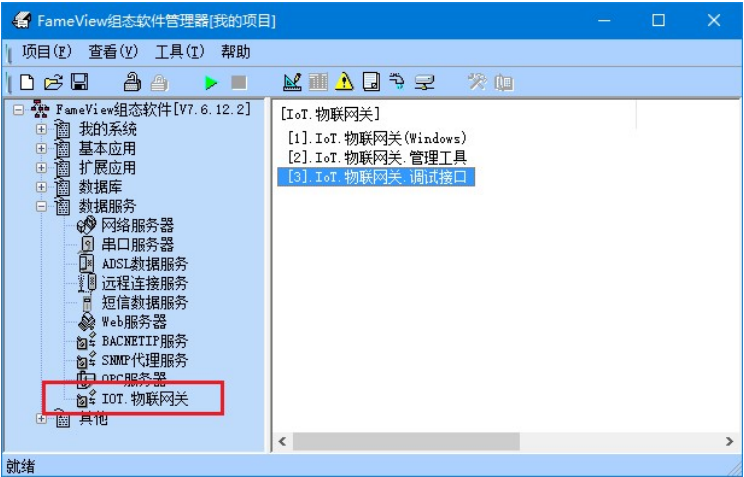 FameView组态软件管理器[我的项目]
项目(F) 查看(V) 工具(T) 帮助
FameView组态软件[V7.6.12.2]
我的系统
基本应用
扩展应用
数据库
数据服务
网络服务器
串口服务器
ADSL数据服务
远程连接服务
短信数据服务
Web服务器
BACNETIP服务
SNMP代理服务
OPC服务器
IOT.物联网关
其他
[IoT.物联网关]
[1].IoT.物联网关(Windows)
[2].IoT.物联网关.管理工具
[3].IoT.物联网关.调试接口
就绪